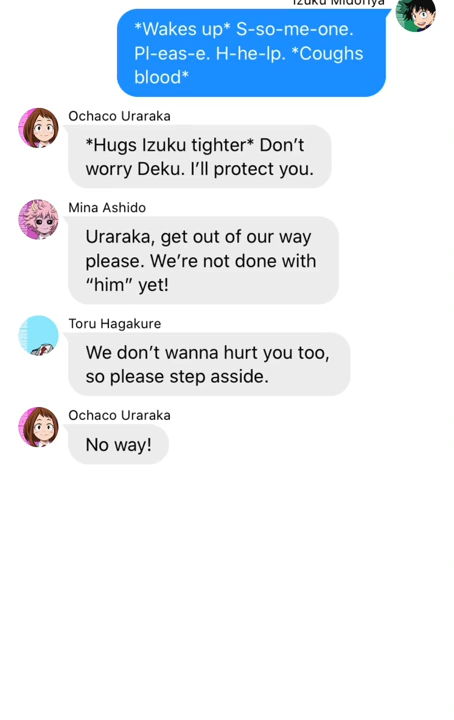 Izuku Midoriya
*Wakes up* S-so-me-one.
Pl-eas-e. H-he-lp. *Coughs
blood*
Ochaco Uraraka
*Hugs Izuku tighter* Don’t
worry Deku. I’ll protect you.
Mina Ashido
Uraraka, get out of our way
please. We’re not done with
“him” yet!
Toru Hagakure
We don’t wanna hurt you too,
so please step asside.
Ochaco Uraraka
No way!